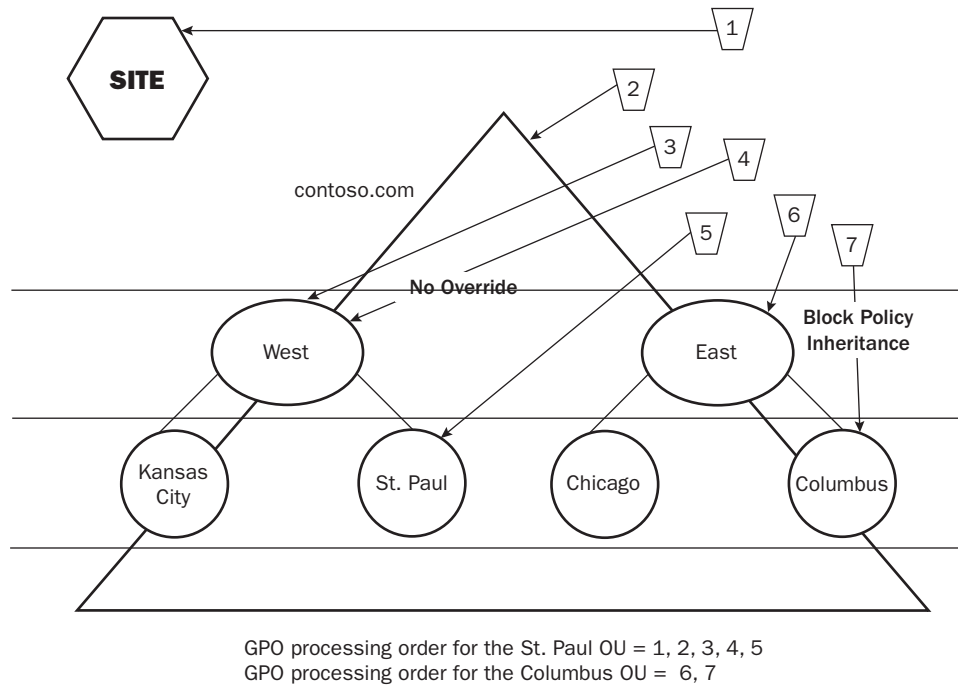 1
SITE
2
3
4
contoso.com
5
6
7
No Override
Block Policy
Inheritance
West
East
Kansas
City
St. Paul
Chicago
Columbus
GPO processing order for the St. Paul OU = 1, 2, 3, 4, 5
GPO processing order for the Columbus OU = 6, 7